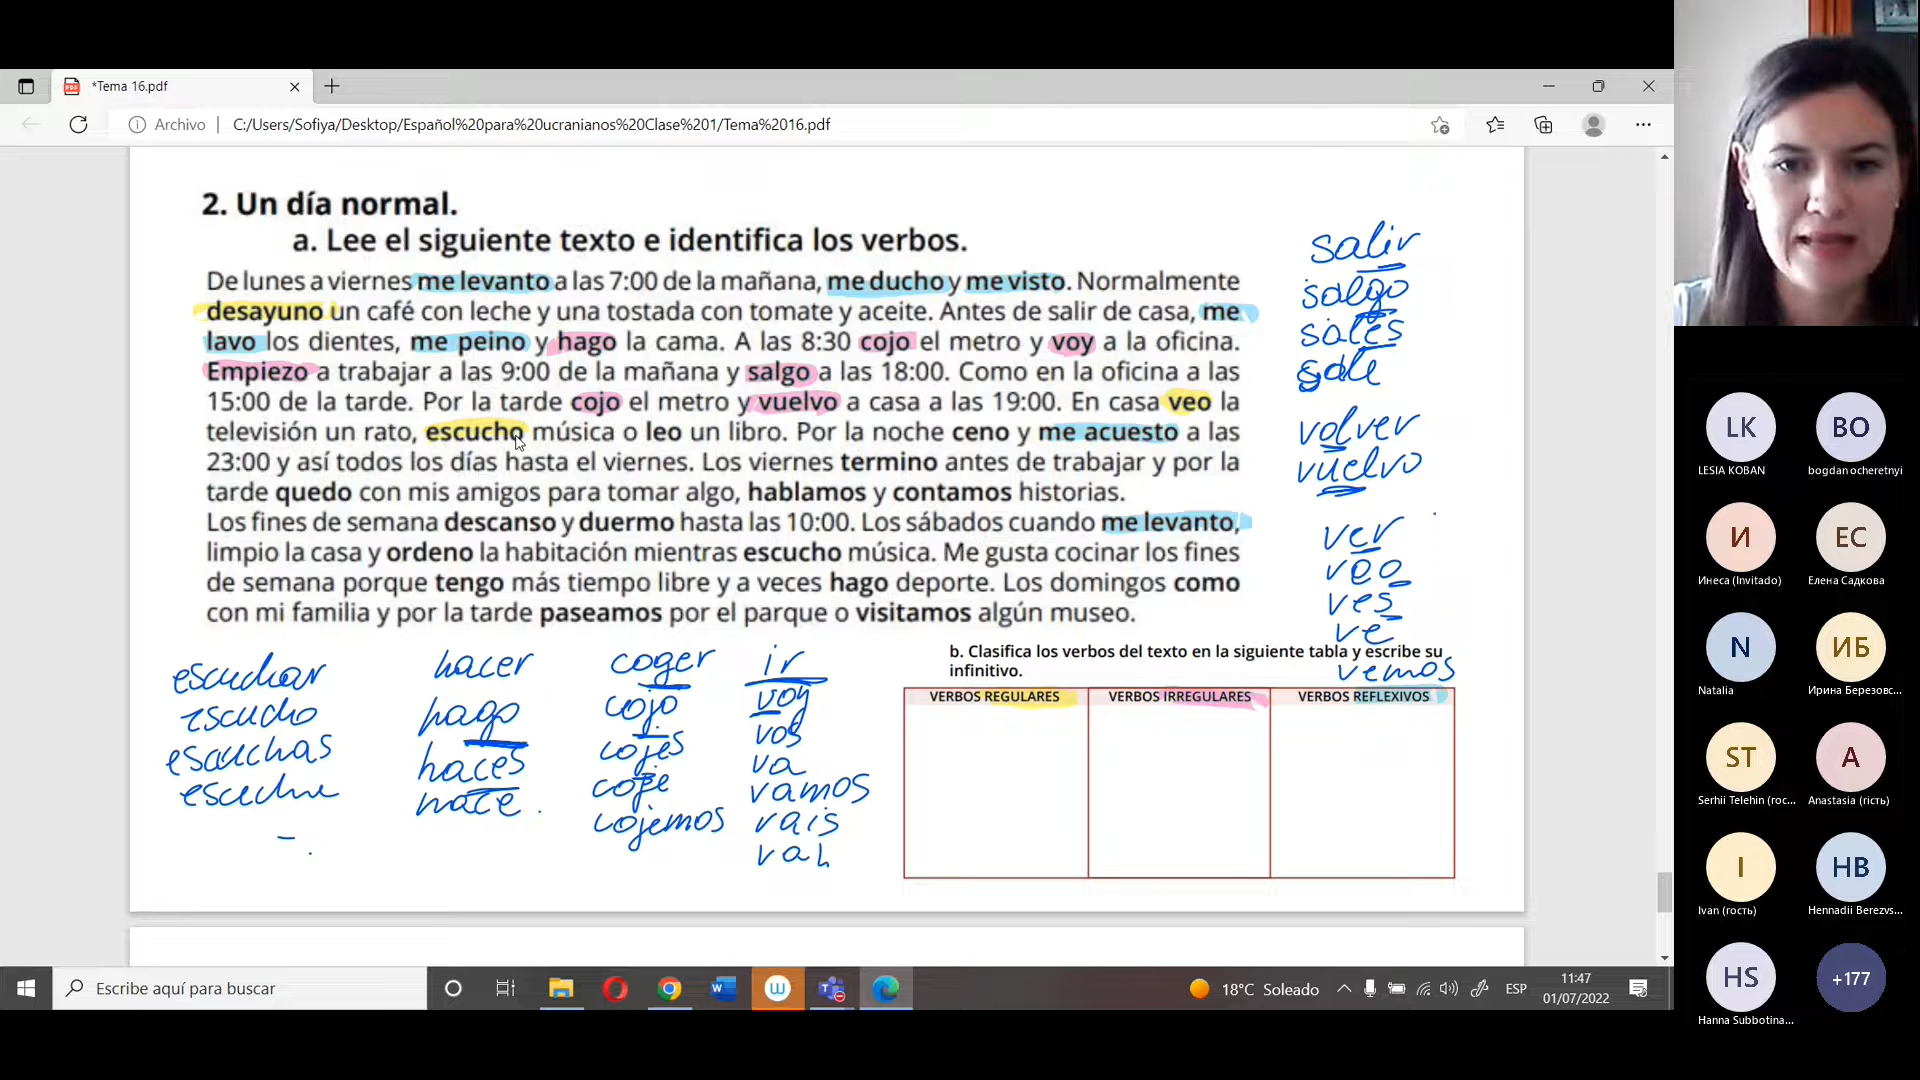 *Tema 16.pdf
Archivo
C:/Users/Sofiya/Desktop/Español%20para%20ucranianos%20Clase%201/Tema%2016.pdf
2. Un día normal.
a. Lee el siguiente texto e identifica los verbos.
De lunes a viernes me levanto a las 7:00 de la mañana, me ducho y me visto. Normalmente
desayuno un café con leche y una tostada con tomate y aceite. Antes de salir de casa, me
lavo los dientes, me peino y hago la cama. A las 8:30 cojo el metro y voy a la oficina.
Empiezo a trabajar a las 9:00 de la mañana y salgo a las 18:00. Como en la oficina a las
15:00 de la tarde. Por la tarde cojo el metro y vuelvo a casa a las 19:00. En casa veo la
televisión un rato, escucho música o leo un libro. Por la noche ceno y me acuesto a las
23:00 y así todos los días hasta el viernes. Los viernes termino antes de trabajar y por la
tarde quedo con mis amigos para tomar algo, hablamos y contamos historias.
Los fines de semana descanso y duermo hasta las 10:00. Los sábados cuando me levanto,
limpio la casa y ordeno la habitación mientras escucho música. Me gusta cocinar los fines
de semana porque tengo más tiempo libre y a veces hago deporte. Los domingos como
con mi familia y por la tarde paseamos por el parque o visitamos algún museo.
salir
salgo
sales
sale
volver
vuelvo
ver
veo
ves
ve
vemos
escuchar
escucho
escuchas
hacer
hago
haces
hace
coger
cojo
cojes
coje
cojemos
ir
voy
vas
va
vamos
vais
van
b. Clasifica los verbos del texto en la siguiente tabla y escribe su
infinitivo.
VERBOS REGULARES
VERBOS IRREGULARES
VERBOS REFLEXIVOS
LK
LESIA KOBAN
BO
bogdan ocheretnyi
И
Инеса (Invitado)
ЕС
Елена Садкова
N
Natalia
ИБ
Ирина Березовс...
ST
Serhii Telehin (гос...
A
Anastasia (гість)
I
Ivan (гость)
HB
Hennadii Berezvs...
HS
Hanna Subbotina...
+177
Escribe aquí para buscar
18°C Soleado
ESP
11:47
01/07/2022